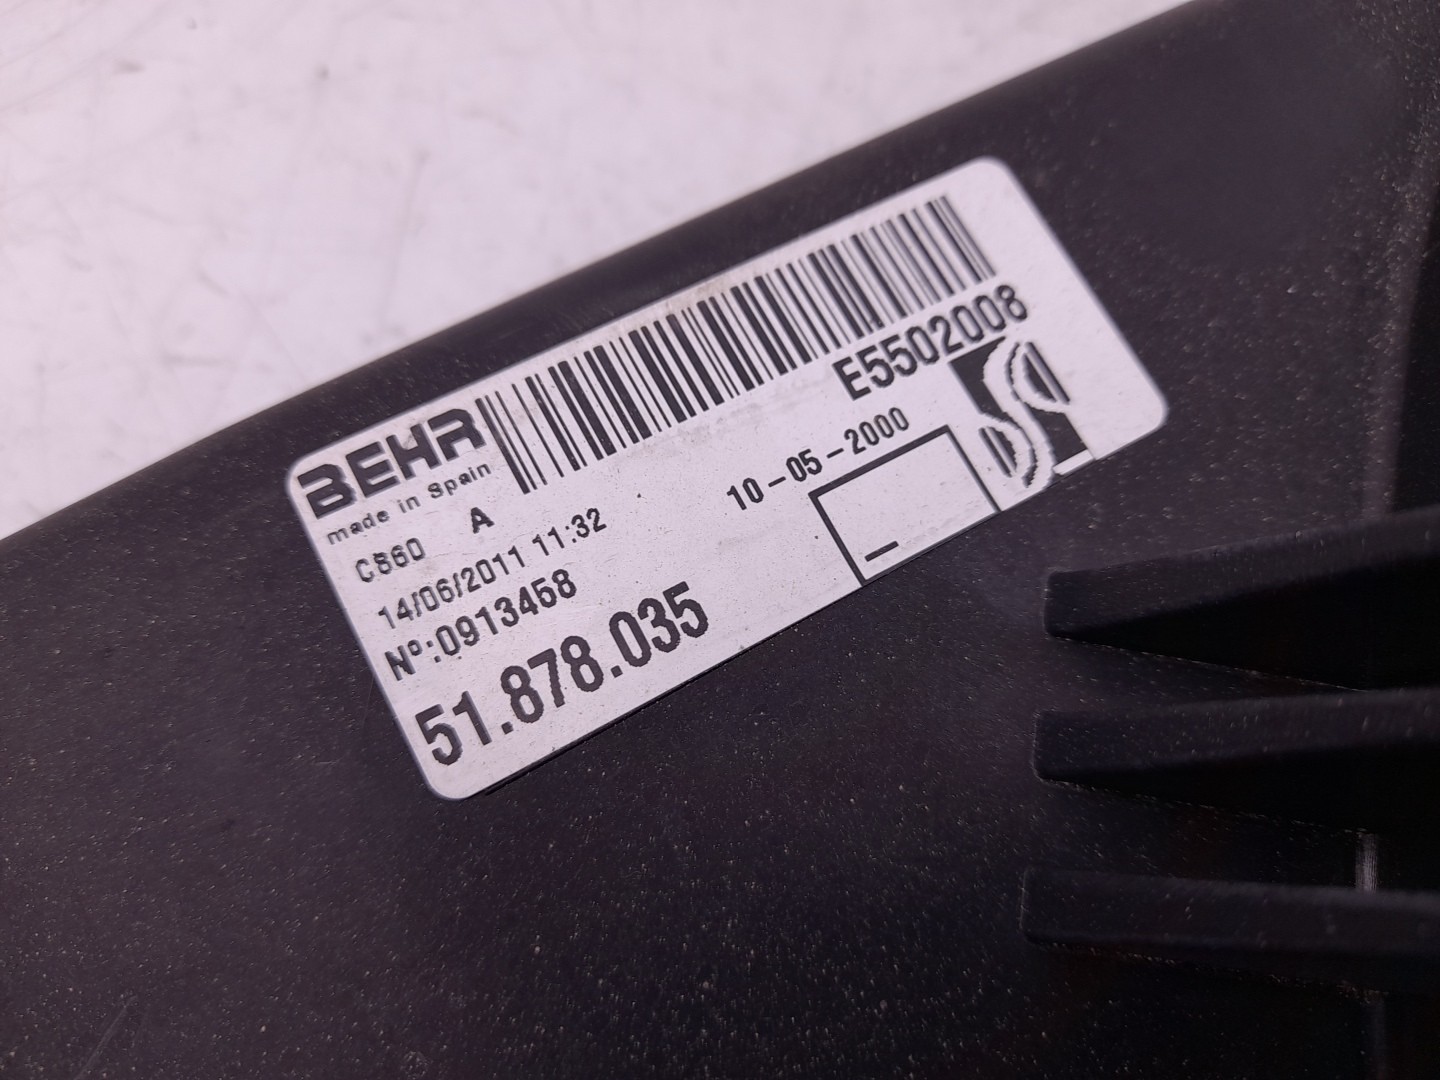 BEHR
made in Spain
E5502008
C860 A
14/06/2011 11:32
10-05-2000
Nº:0913458
51.878.035